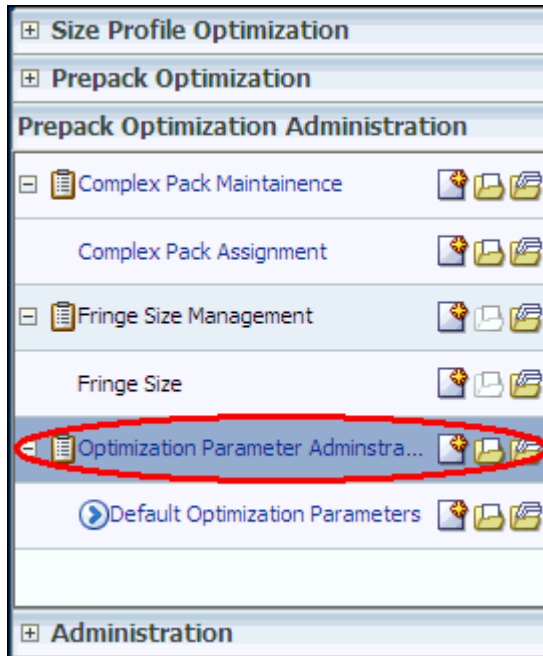 Size Profile Optimization
Prepack Optimization
Prepack Optimization Administration
Complex Pack Maintainence
Complex Pack Assignment
Fringe Size Management
Fringe Size
Optimization Parameter Adminstra...
Default Optimization Parameters
Administration